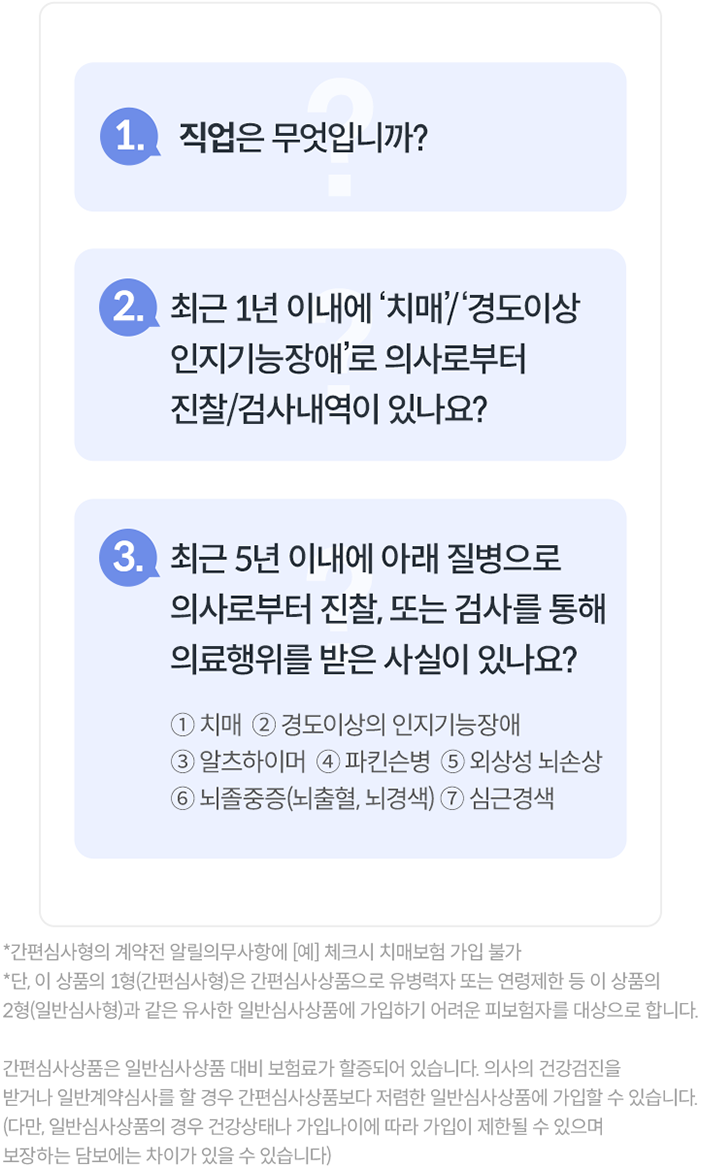 1. 직업은 무엇입니까?
2. 최근 1년 이내에 ‘치매’/‘경도이상
인지기능장애’로 의사로부터
진찰/검사내역이 있나요?
3. 최근 5년 이내에 아래 질병으로
의사로부터 진찰, 또는 검사를 통해
의료행위를 받은 사실이 있나요?
① 치매 ② 경도이상의 인지기능장애
③ 알츠하이머 ④ 파킨슨병 ⑤ 외상성 뇌손상
⑥ 뇌졸중증(뇌출혈, 뇌경색) ⑦ 심근경색
*간편심사형의 계약전 알릴의무사항에 [예] 체크시 치매보험 가입 불가
*단, 이 상품의 1형(간편심사형)은 간편심사상품으로 유병력자 또는 연령제한 등 이 상품의
2형(일반심사형)과 같은 유사한 일반심사상품에 가입하기 어려운 피보험자를 대상으로 합니다.
간편심사상품은 일반심사상품 대비 보험료가 할증되어 있습니다. 의사의 건강검진을
받거나 일반계약심사를 할 경우 간편심사상품보다 저렴한 일반심사상품에 가입할 수 있습니다.
(다만, 일반심사상품의 경우 건강상태나 가입나이에 따라 가입이 제한될 수 있으며
보장하는 담보에는 차이가 있을 수 있습니다)